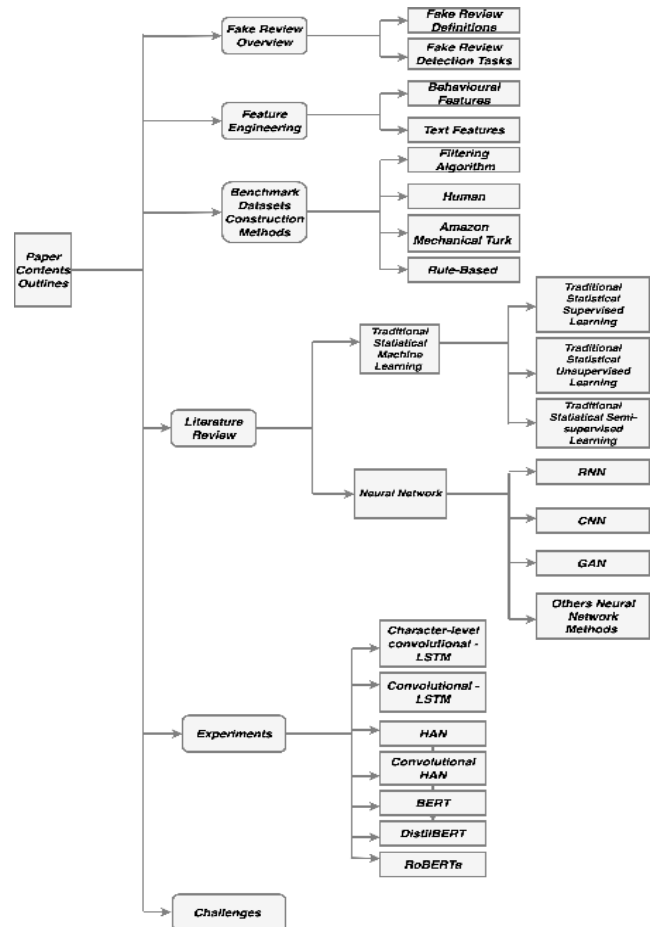 Paper
Contents
Outlines
Fake Review
Overview
Fake Review
Definitions
Fake Review
Detection Tasks
Feature
Engineering
Behavioural
Features
Text Features
Benchmark
Datasets
Construction
Methods
Filtering
Algorithm
Human
Amazon
Mechanical Turk
Rule-Based
Literature
Review
Traditional
Statistical
Machine
Learning
Traditional
Statistical
Supervised
Learning
Traditional
Statistical
Unsupervised
Learning
Traditional
Statistical Semi-
supervised
Learning
Neural Network
RNN
CNN
GAN
Others Neural
Network
Methods
Experiments
Character-level
convolutional -
LSTM
Convolutional -
LSTM
HAN
Convolutional
HAN
BERT
DistilBERT
RoBERTa
Challenges